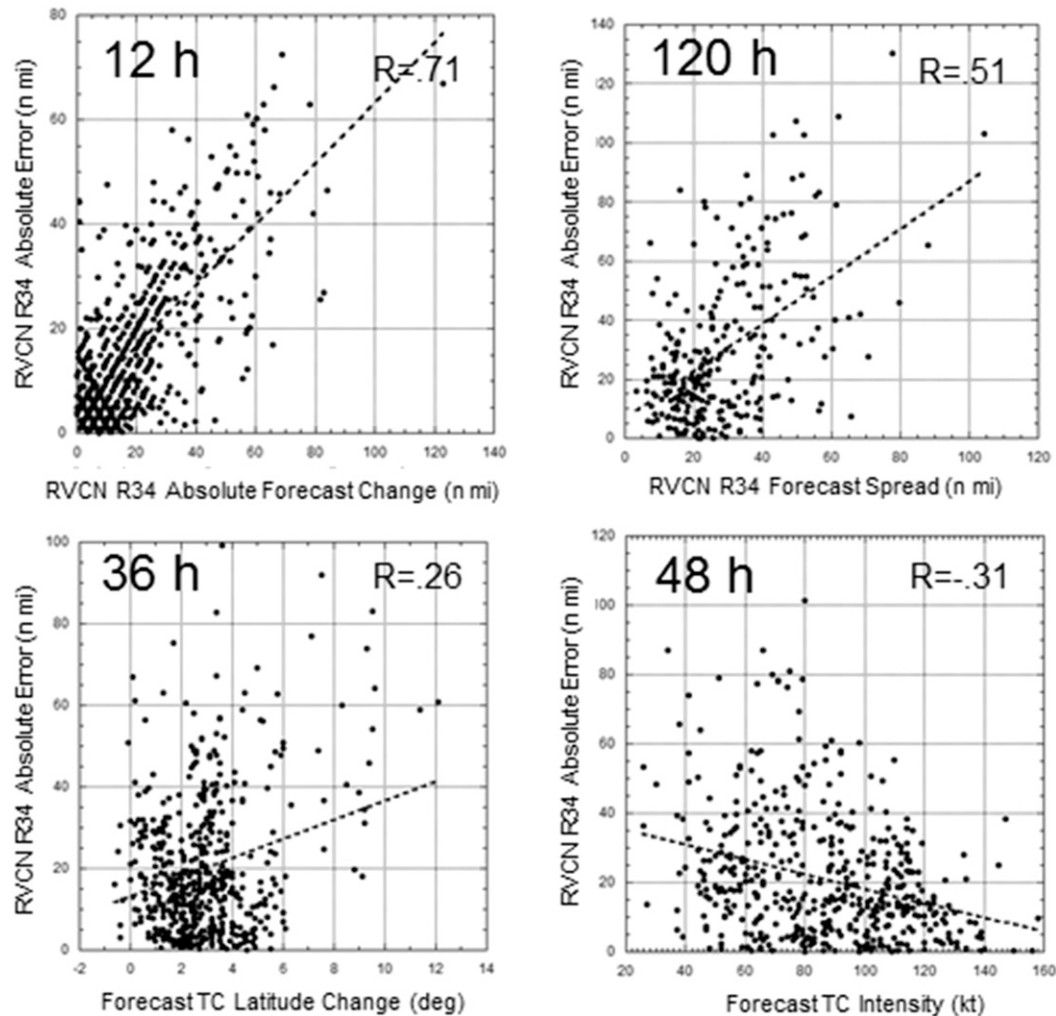 12 h
R=.71
RVCN R34 Absolute Error (n mi)
80
60
40
20
0
0 20 40 60 80 100 120 140
RVCN R34 Absolute Forecast Change (n mi)
120 h
R=.51
RVCN R34 Absolute Error (n mi)
140
80
60
40
20
0
0 20 40 60 80 100 120
RVCN R34 Forecast Spread (n mi)
36 h
R=.26
RVCN R34 Absolute Error (n mi)
100
80
60
40
20
0
-2 0 2 4 6 8 10 12 14
Forecast TC Latitude Change (deg)
48 h
R=-.31
RVCN R34 Absolute Error (n mi)
120
100
80
60
40
20
0
20 40 60 80 100 120 140 160
Forecast TC Intensity (kt)